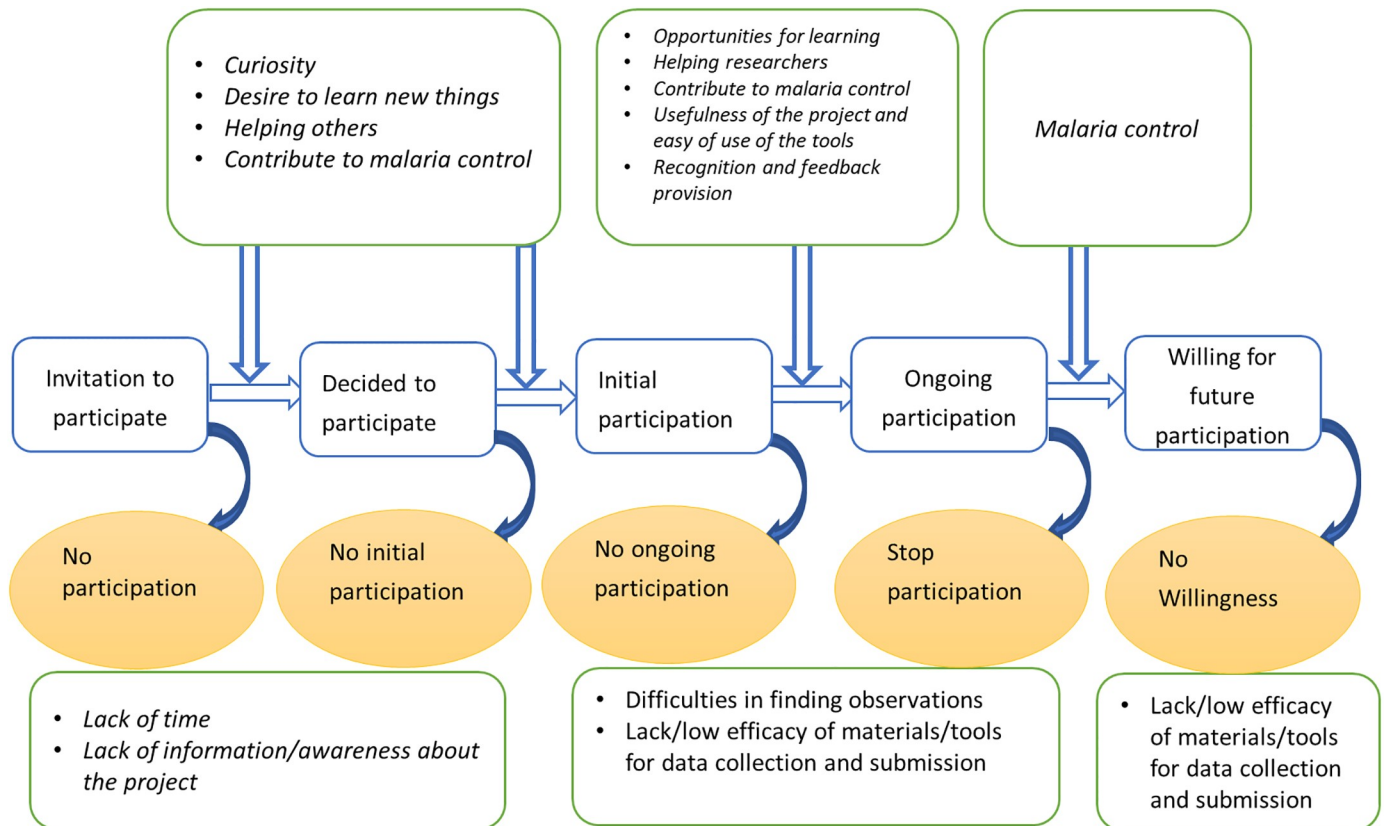 • Curiosity
• Desire to learn new things
• Helping others
• Contribute to malaria control
• Opportunities for learning
• Helping researchers
• Contribute to malaria control
• Usefulness of the project and
easy of use of the tools
• Recognition and feedback
provision
Malaria control
Invitation to
participate
Decided to
participate
Initial
participation
Ongoing
participation
Willing for
future
participation
No
participation
No initial
participation
No ongoing
participation
Stop
participation
No
Willingness
• Lack of time
• Lack of information/awareness about
the project
• Difficulties in finding observations
• Lack/low efficacy of materials/tools
for data collection and submission
• Lack/low efficacy
of materials/tools
for data collection
and submission